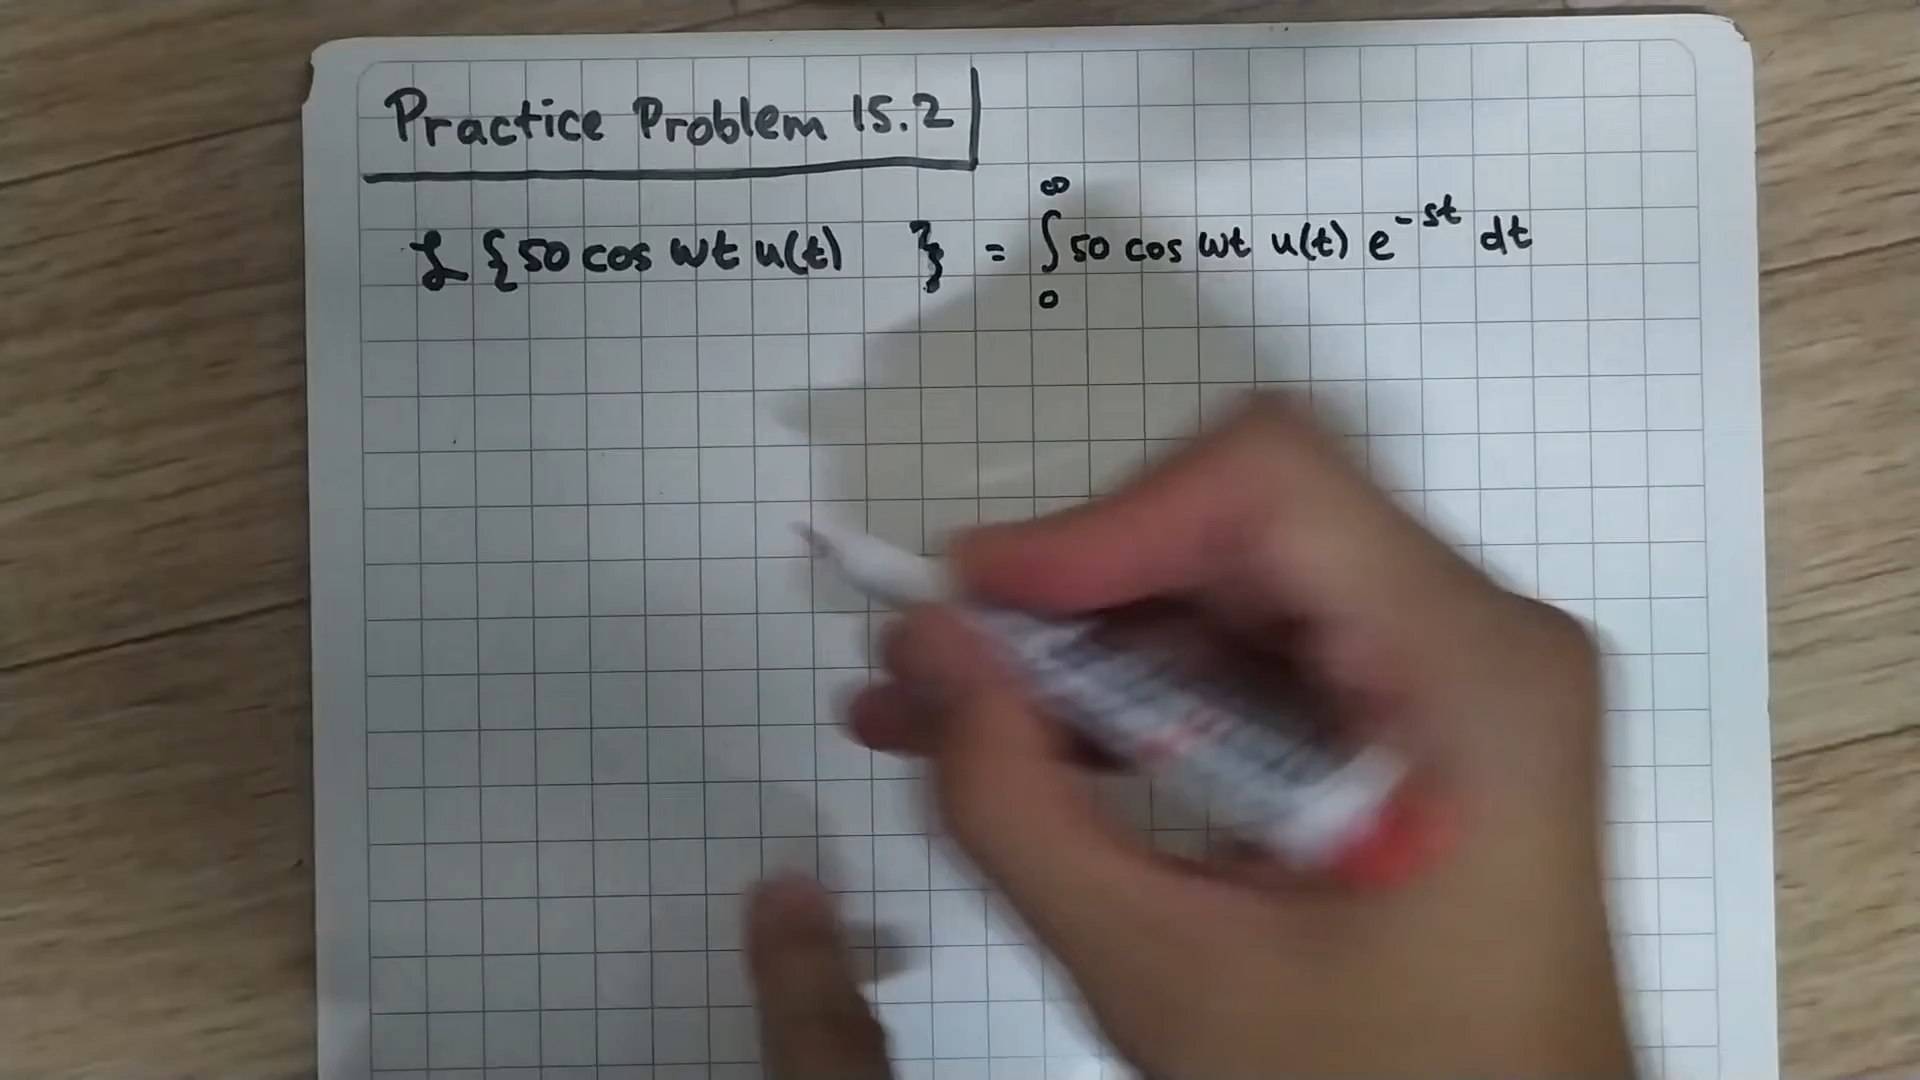 Practice Problem 15.2
ℒ {50 cos ωt u(t) } = ∫₀^∞ 50 cos ωt u(t) e^-st dt